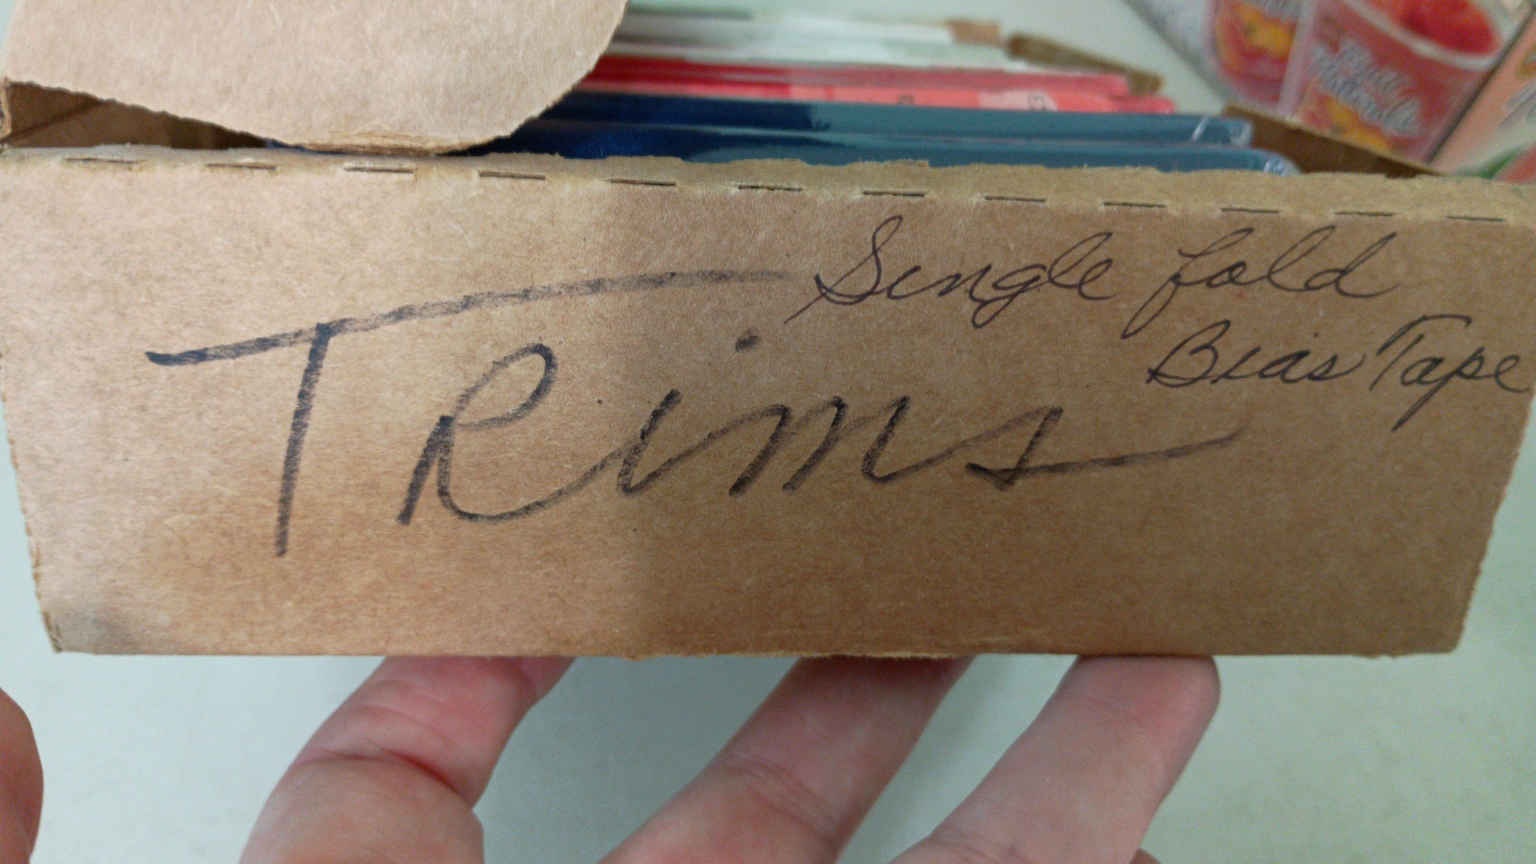 Single fold
Bias Tape
TRims